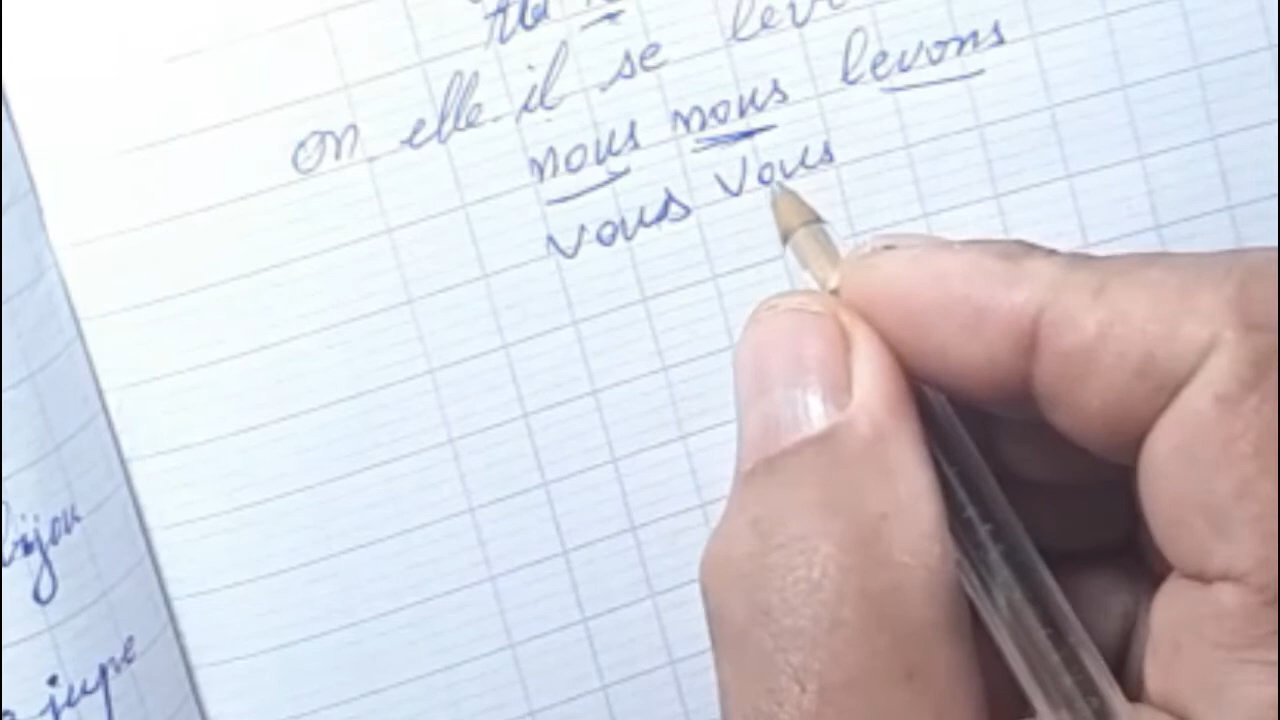 on elle il se
nous nous levons
vous vous
bijou
jupe